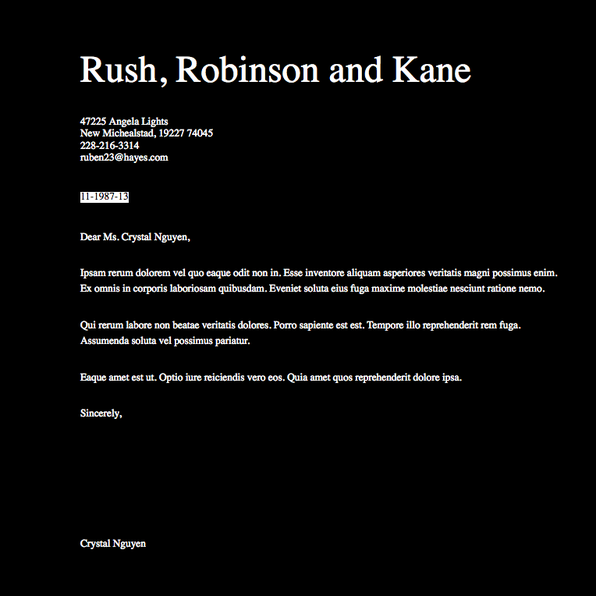 Rush, Robinson and Kane
47225 Angela Lights
New Michealstad, 19227 74045
228-216-3314
ruben23@hayes.com
11-1987-13
Dear Ms. Crystal Nguyen,
Ipsam rerum dolorem vel quo eaque odit non in. Esse inventore aliquam asperiores veritatis magni possimus enim.
Ex omnis in corporis laboriosam quibusdam. Eveniet soluta eius fuga maxime molestiae nesciunt ratione nemo.
Qui rerum labore non beatae veritatis dolores. Porro sapiente est est. Tempore illo reprehenderit rem fuga.
Assumenda soluta vel possimus pariatur.
Eaque amet est ut. Optio iure reiciendis vero eos. Quia amet quos reprehenderit dolore ipsa.
Sincerely,
Crystal Nguyen